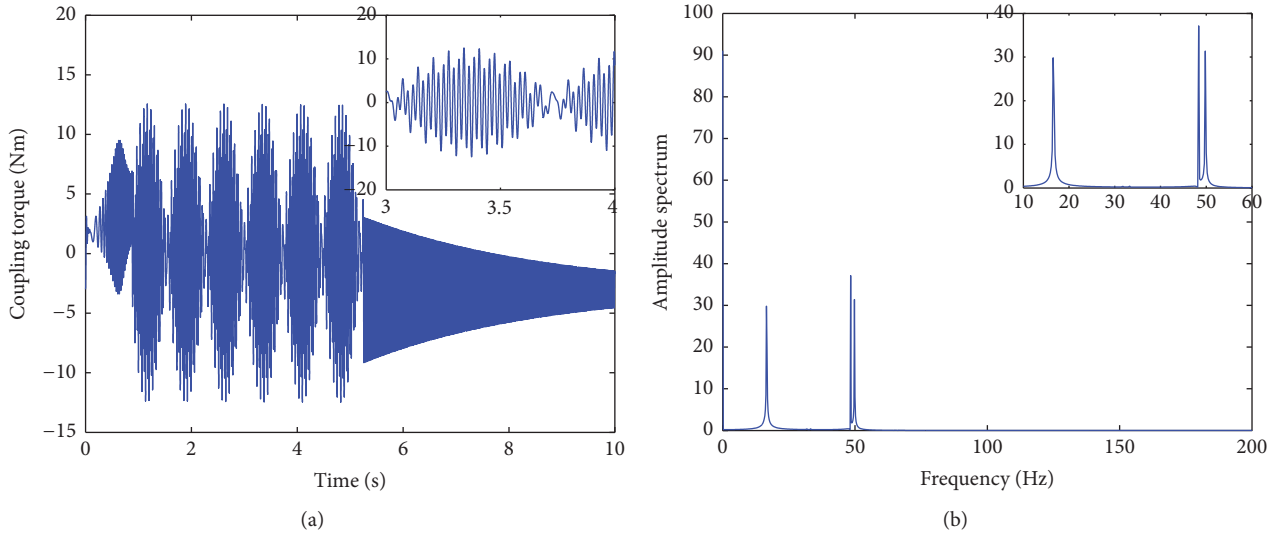 20
15
10
5
0
−5
−10
−15
Coupling torque (Nm)
0 2 4 6 8 10
Time (s)
20
10
0
−10
−20
3 3.5 4
(a)
100
90
80
70
60
50
40
30
20
10
0
Amplitude spectrum
0 50 100 150 200
Frequency (Hz)
40
30
20
10
0
10 20 30 40 50 60
(b)